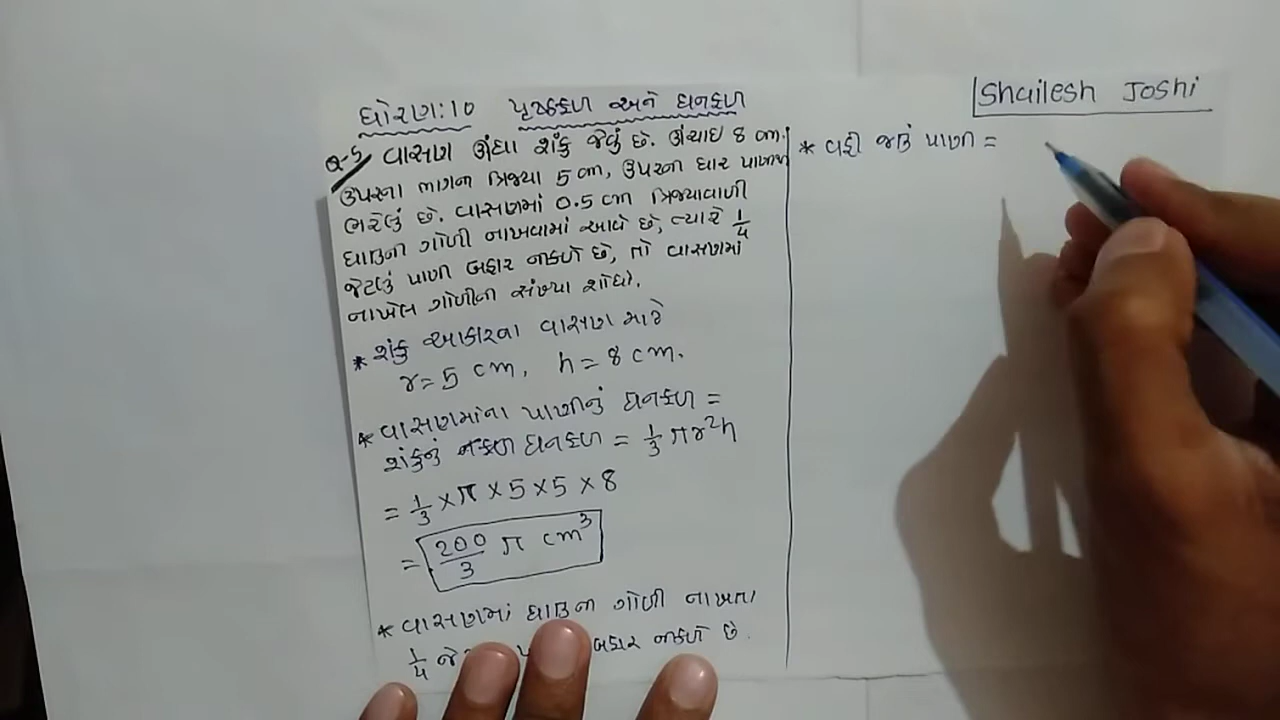 ધોરણ:10 પૃષ્ઠફળ અને ઘનફળ
Shailesh Joshi
Q-5 વાસણ ઊંધા શંકુ જેવું છે. ઊંચાઇ 8 cm.
ઉપરના ભાગની ત્રિજ્યા 5 cm, ઉપરની ધાર પાણીથી
ભરેલું છે. વાસણમાં 0.5 cm ત્રિજ્યાવાળી
ધાતુની ગોળી નાખવામાં આવે છે, ત્યારે 1/4
જેટલું પાણી બહાર નીકળે છે, તો વાસણમાં
નાખેલ ગોળીની સંખ્યા શોધો.
* શંકુ આકારના વાસણ માટે
r = 5 cm, h = 8 cm.
* વાસણમાંના પાણીનું ઘનફળ =
શંકુનું ઘનફળ = 1/3 πr²h
= 1/3 × π × 5 × 5 × 8
= 200/3 π cm³
* વાસણમાં ધાતુની ગોળી નાખતા
1/4 બહાર નીકળે છે.
* વહી જતું પાણી =